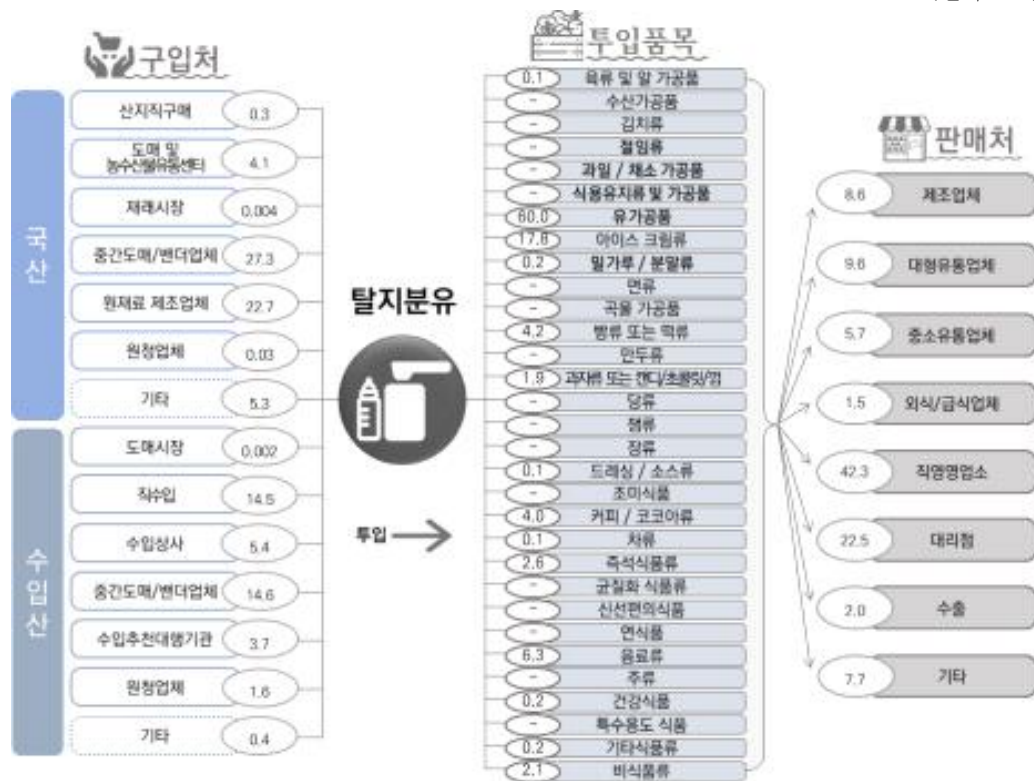 구입처
국산
산지직구매 0.3
도매 및
농수산물유통센터 4.1
재래시장 0.004
중간도매/벤더업체 27.3
원재료 제조업체 22.7
원청업체 0.03
기타 5.3
수입산
도매시장 0.002
직수입 14.5
수입상사 5.4
중간도매/벤더업체 14.6
수입추천대행기관 3.7
원청업체 1.6
기타 0.4
탈지분유
투입
투입품목
0.1 육류 및 알 가공품
- 수산가공품
- 김치류
- 절임류
- 과일 / 채소 가공품
- 식용유지류 및 가공품
60.0 유가공품
17.8 아이스 크림류
0.2 밀가루 / 분말류
- 면류
- 곡물 가공품
4.2 빵류 또는 떡류
- 만두류
1.9 과자류 또는 캔디/초콜릿/껌
- 당류
- 잼류
- 장류
0.1 드레싱 / 소스류
- 조미식품
4.0 커피 / 코코아류
0.1 차류
2.6 즉석식품류
- 균질화 식품류
- 신선편의식품
- 연식품
6.3 음료류
- 주류
0.2 건강식품
- 특수용도 식품
0.2 기타식품류
2.1 비식품류
판매처
8.6 제조업체
9.6 대형유통업체
5.7 중소유통업체
1.5 외식/급식업체
42.3 직영영업소
22.5 대리점
2.0 수출
7.7 기타